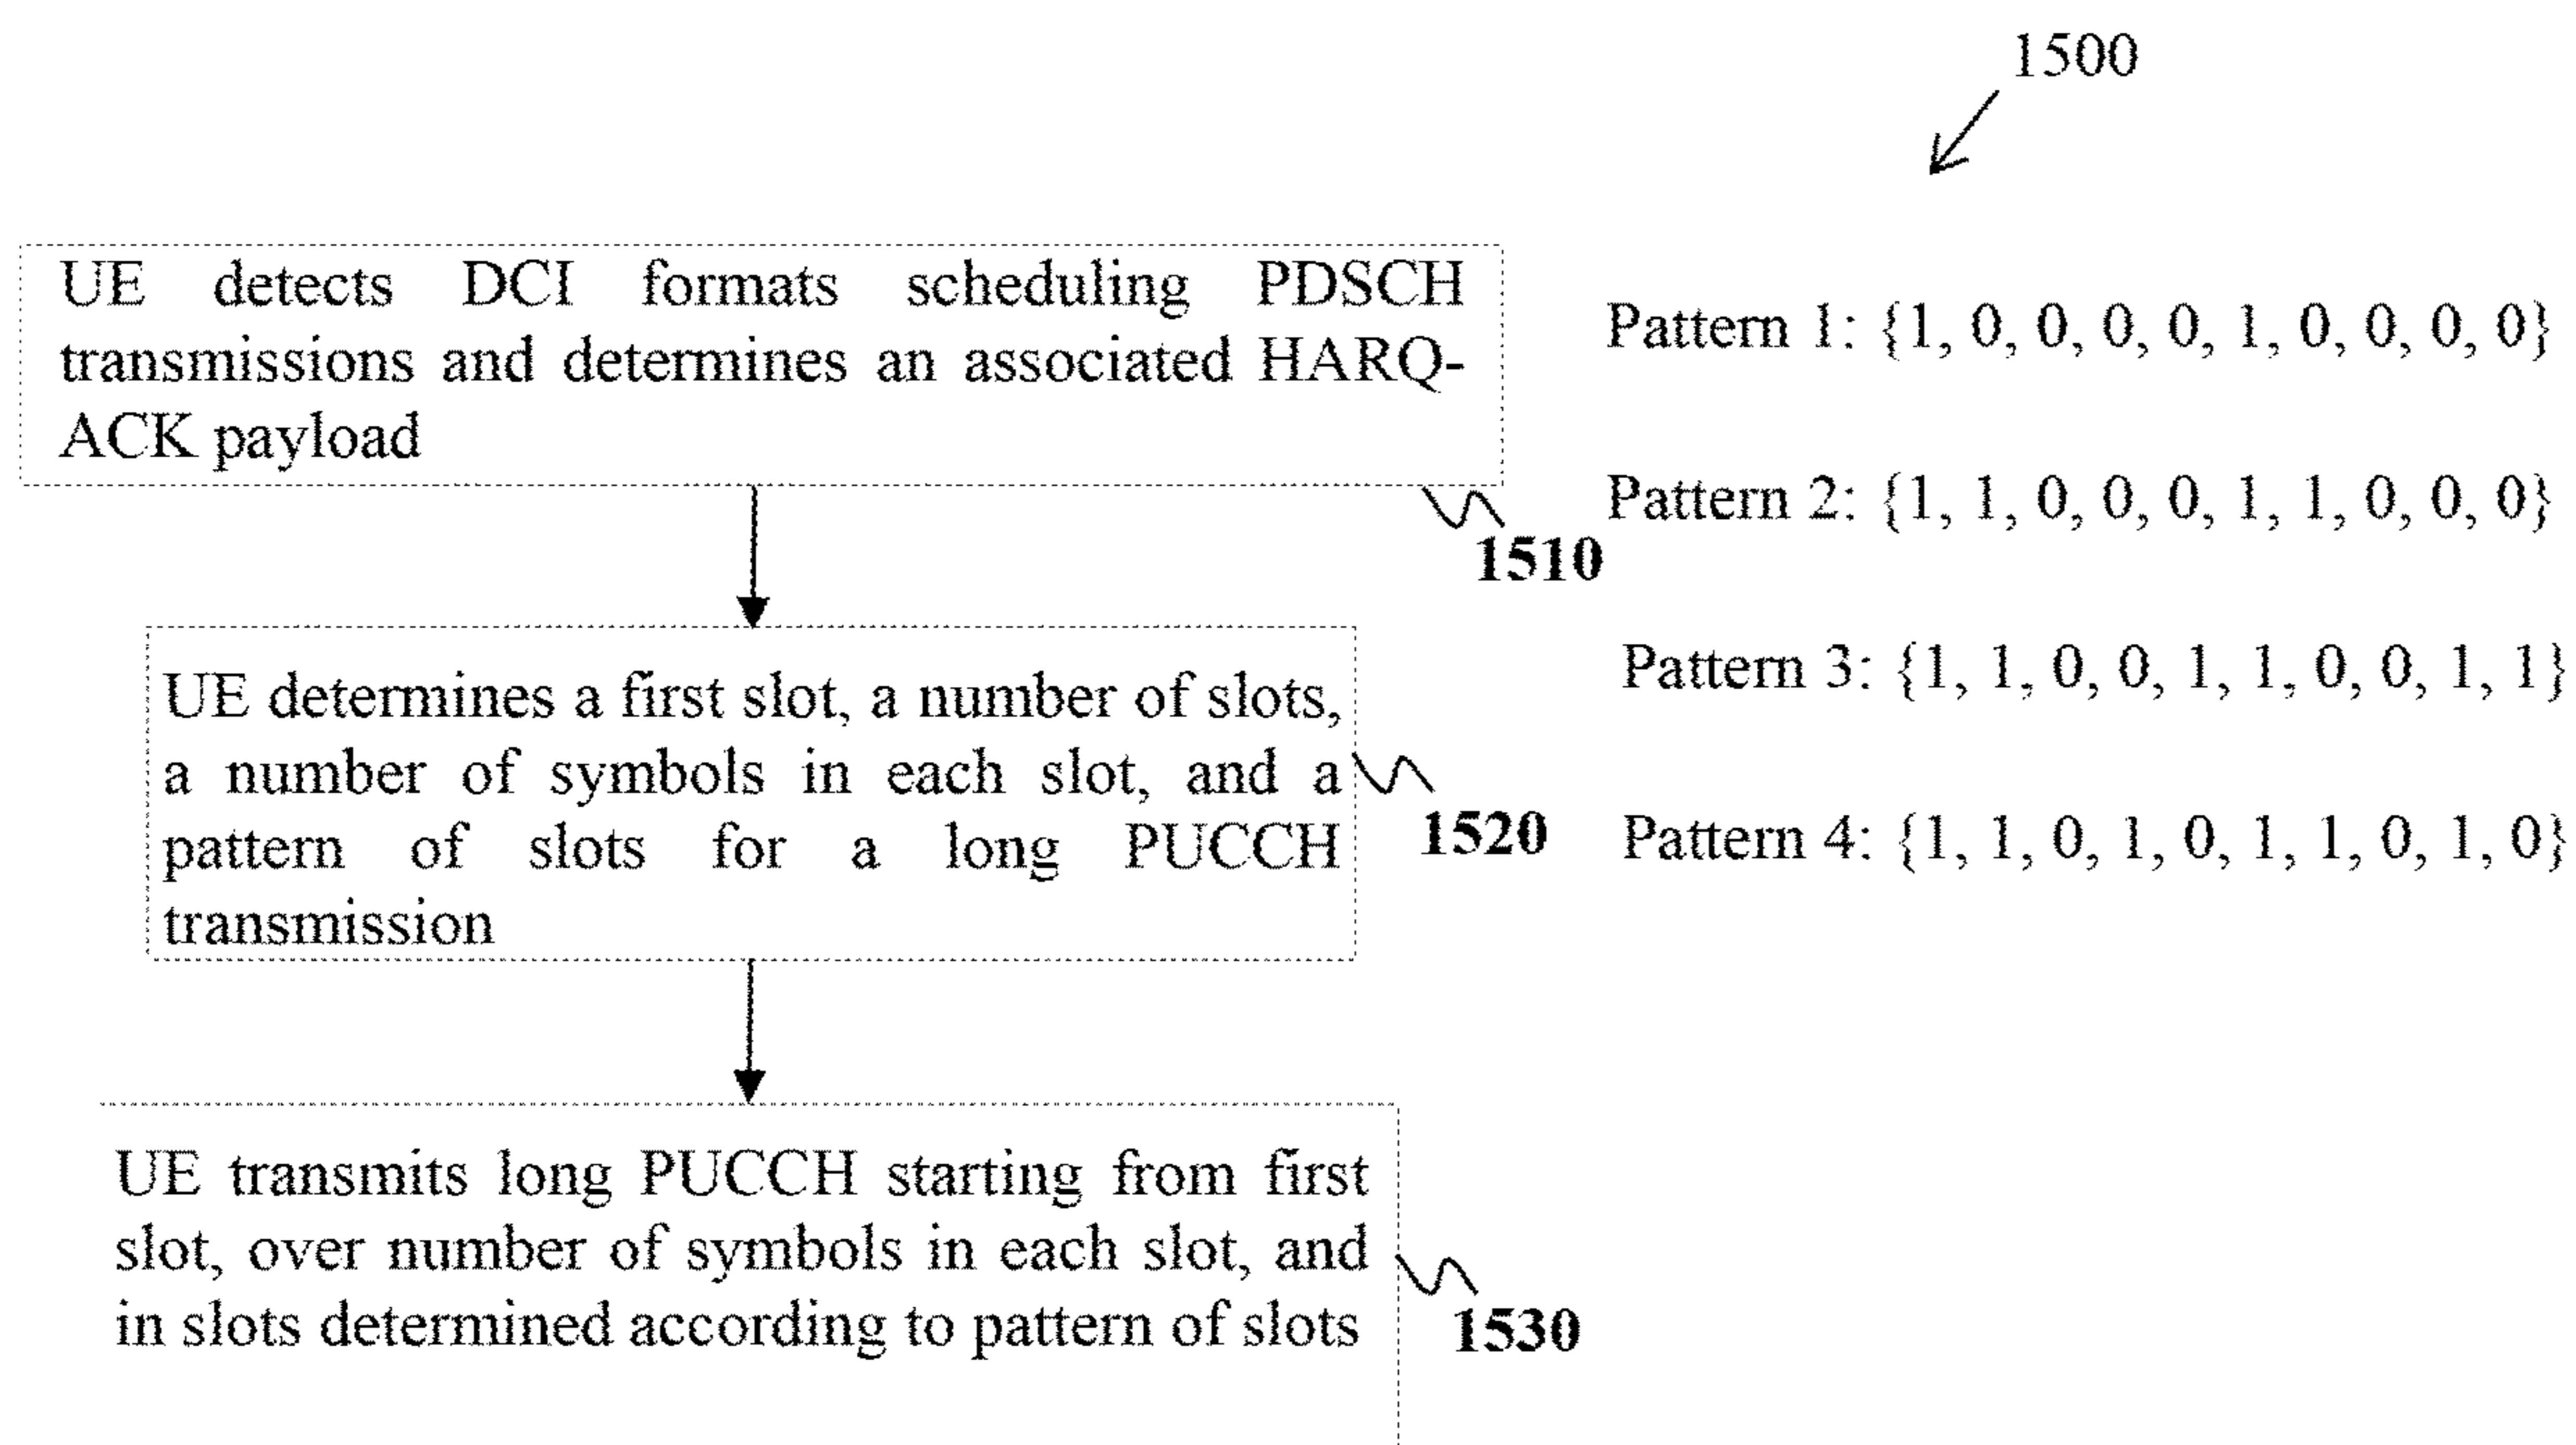 1500
UE detects DCI formats scheduling PDSCH
transmissions and determines an associated HARQ-
ACK payload
1510
Pattern 1: {1, 0, 0, 0, 0, 1, 0, 0, 0, 0}
Pattern 2: {1, 1, 0, 0, 0, 1, 1, 0, 0, 0}
Pattern 3: {1, 1, 0, 0, 1, 1, 0, 0, 1, 1}
Pattern 4: {1, 1, 0, 1, 0, 1, 1, 0, 1, 0}
UE determines a first slot, a number of slots,
a number of symbols in each slot, and a
pattern of slots for a long PUCCH
transmission
1520
UE transmits long PUCCH starting from first
slot, over number of symbols in each slot, and
in slots determined according to pattern of slots
1530